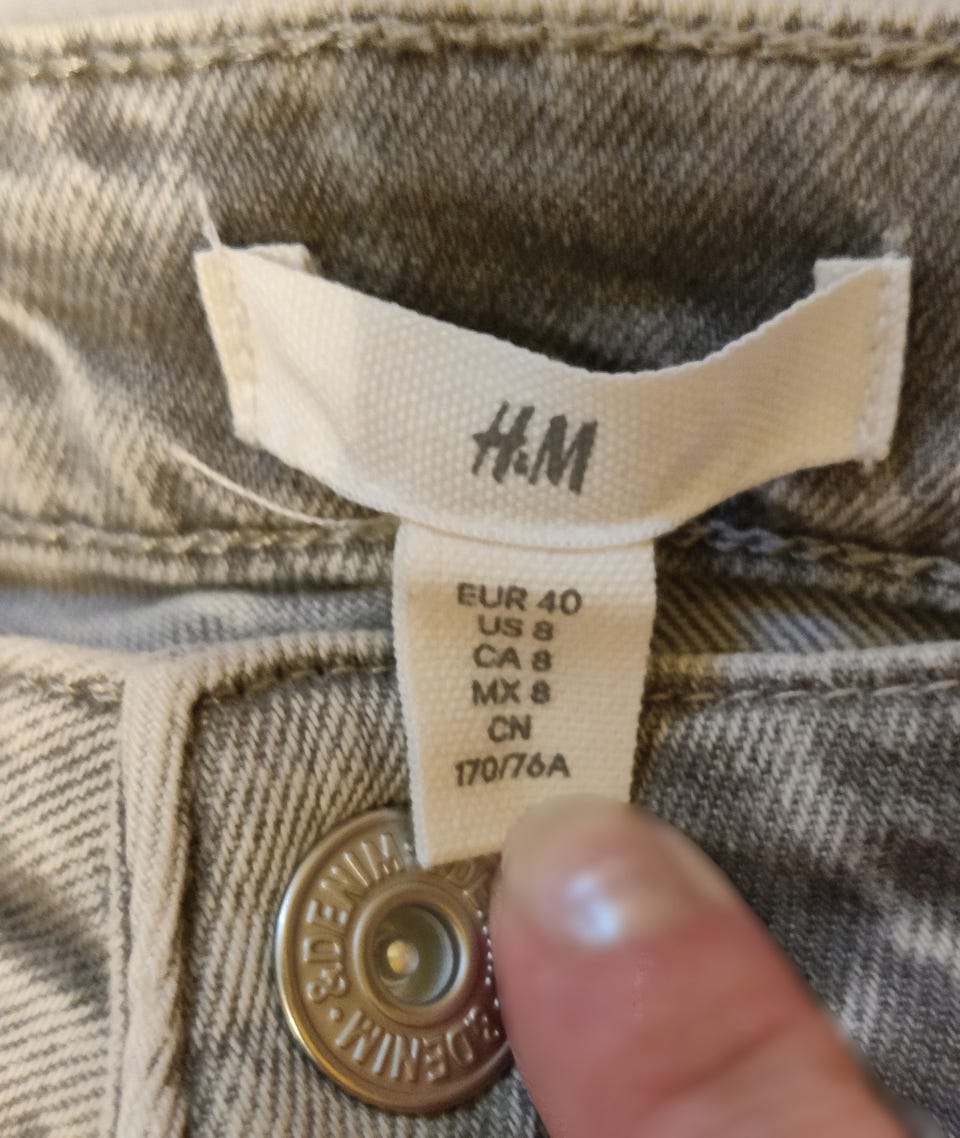 H&M
EUR 40
US 8
CA 8
MX 8
CN
170/76A
&DENIM • &DENIM